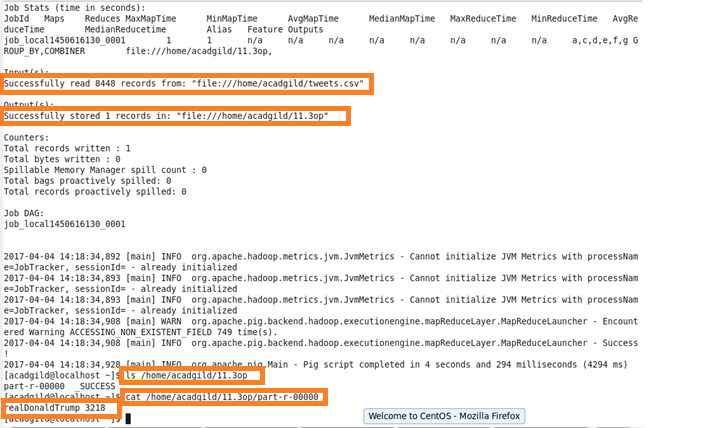 Job Stats (time in seconds):
JobId Maps Reduces MaxMapTime MinMapTime AvgMapTime MedianMapTime MaxReduceTime MinReduceTime AvgRe
duceTime MedianReducetime Alias Feature Outputs
job_local1450616130_0001 1 1 n/a n/a n/a n/a n/a n/a n/a n/a a,c,d,e,f,g G
ROUP_BY,COMBINER file:///home/acadgild/11.3op,
Input(s):
Successfully read 8448 records from: "file:///home/acadgild/tweets.csv"
Output(s):
Successfully stored 1 records in: "file:///home/acadgild/11.3op"
Counters:
Total records written : 1
Total bytes written : 0
Spillable Memory Manager spill count : 0
Total bags proactively spilled: 0
Total records proactively spilled: 0
Job DAG:
job_local1450616130_0001
2017-04-04 14:18:34,892 [main] INFO org.apache.hadoop.metrics.jvm.JvmMetrics - Cannot initialize JVM Metrics with processNam
e=JobTracker, sessionId= - already initialized
2017-04-04 14:18:34,893 [main] INFO org.apache.hadoop.metrics.jvm.JvmMetrics - Cannot initialize JVM Metrics with processNam
e=JobTracker, sessionId= - already initialized
2017-04-04 14:18:34,893 [main] INFO org.apache.hadoop.metrics.jvm.JvmMetrics - Cannot initialize JVM Metrics with processNam
e=JobTracker, sessionId= - already initialized
2017-04-04 14:18:34,908 [main] WARN org.apache.pig.backend.hadoop.executionengine.mapReduceLayer.MapReduceLauncher - Encount
ered Warning ACCESSING_NON_EXISTENT_FIELD 749 time(s).
2017-04-04 14:18:34,908 [main] INFO org.apache.pig.backend.hadoop.executionengine.mapReduceLayer.MapReduceLauncher - Success
!
2017-04-04 14:18:34,928 [main] INFO org.apache.pig.Main - Pig script completed in 4 seconds and 294 milliseconds (4294 ms)
[acadgild@localhost ~]$ ls /home/acadgild/11.3op
part-r-00000 _SUCCESS
[acadgild@localhost ~]$ cat /home/acadgild/11.3op/part-r-00000
realDonaldTrump 3218
[acadgild@localhost ~]$
Welcome to CentOS - Mozilla Firefox